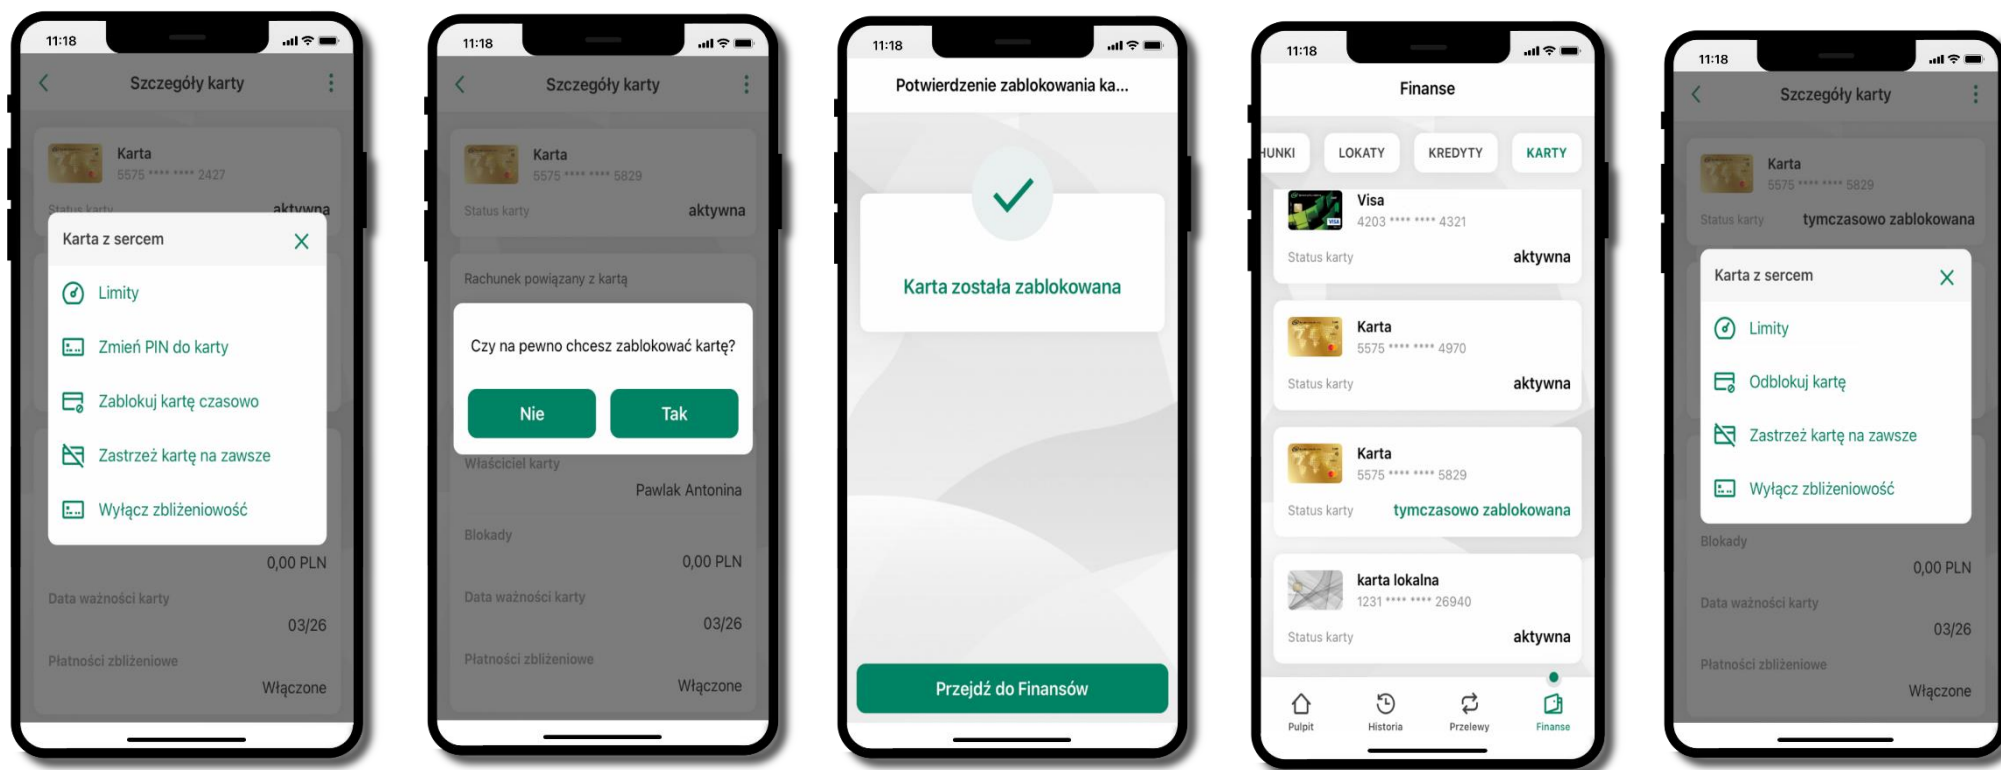 11:18
Szczegóły karty
Karta
5575 **** **** 2427
Status karty aktywna
Karta z sercem
Limity
Zmień PIN do karty
Zablokuj kartę czasowo
Zastrzeż kartę na zawsze
Wyłącz zbliżeniowość
0,00 PLN
Data ważności karty
03/26
Płatności zbliżeniowe
Włączone
11:18
Szczegóły karty
Karta
5575 **** **** 5829
Status karty aktywna
Rachunek powiązany z kartą
Czy na pewno chcesz zablokować kartę?
Nie Tak
Właściciel karty
Pawlak Antonina
Blokady
0,00 PLN
Data ważności karty
03/26
Płatności zbliżeniowe
Włączone
11:18
Potwierdzenie zablokowania ka...
Karta została zablokowana
Przejdź do Finansów
11:18
Finanse
HUNKI LOKATY KREDYTY KARTY
Visa
4203 **** **** 4321
Status karty aktywna
Karta
5575 **** **** 4970
Status karty aktywna
Karta
5575 **** **** 5829
Status karty tymczasowo zablokowana
karta lokalna
1231 **** **** 26940
Status karty aktywna
Pulpit Historia Przelewy Finanse
11:18
Szczegóły karty
Karta
5575 **** **** 5829
Status karty tymczasowo zablokowana
Karta z sercem
Limity
Odblokuj kartę
Zastrzeż kartę na zawsze
Wyłącz zbliżeniowość
Blokady
0,00 PLN
Data ważności karty
03/26
Płatności zbliżeniowe
Włączone